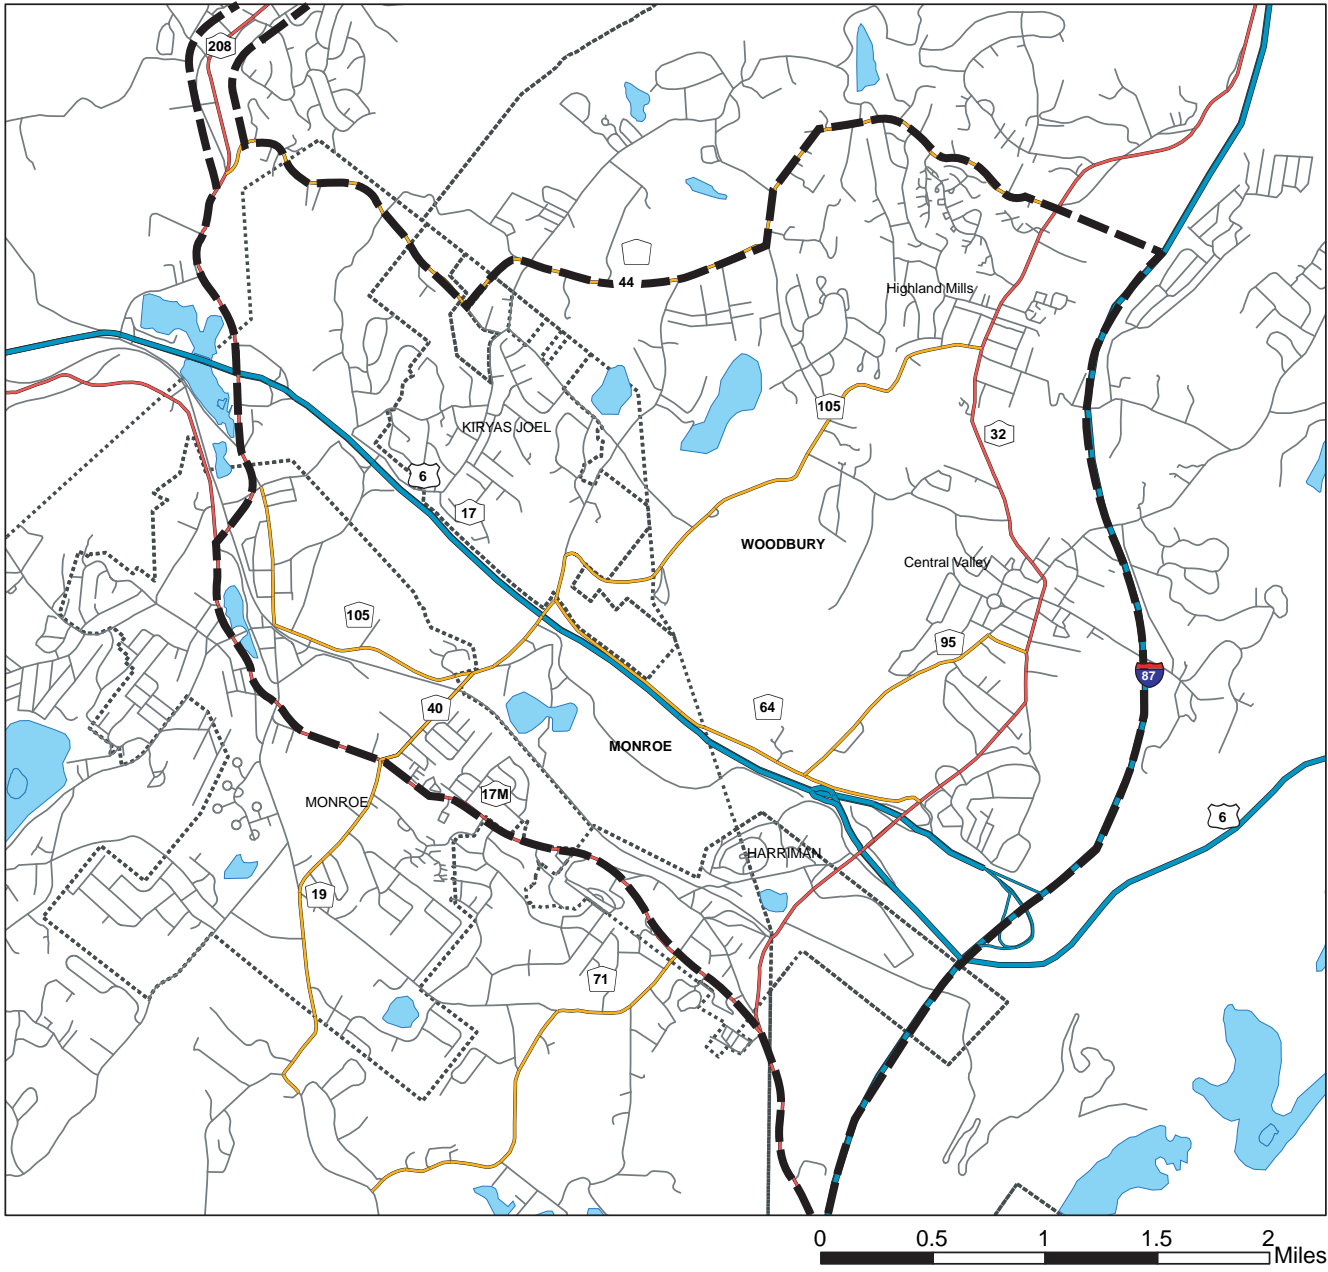 208
44
Highland Mills
105
32
KIRYAS JOEL
6
17
WOODBURY
Central Valley
105
95
87
40
64
MONROE
17M
MONROE
6
HARRIMAN
19
71
0 0.5 1 1.5 2
Miles